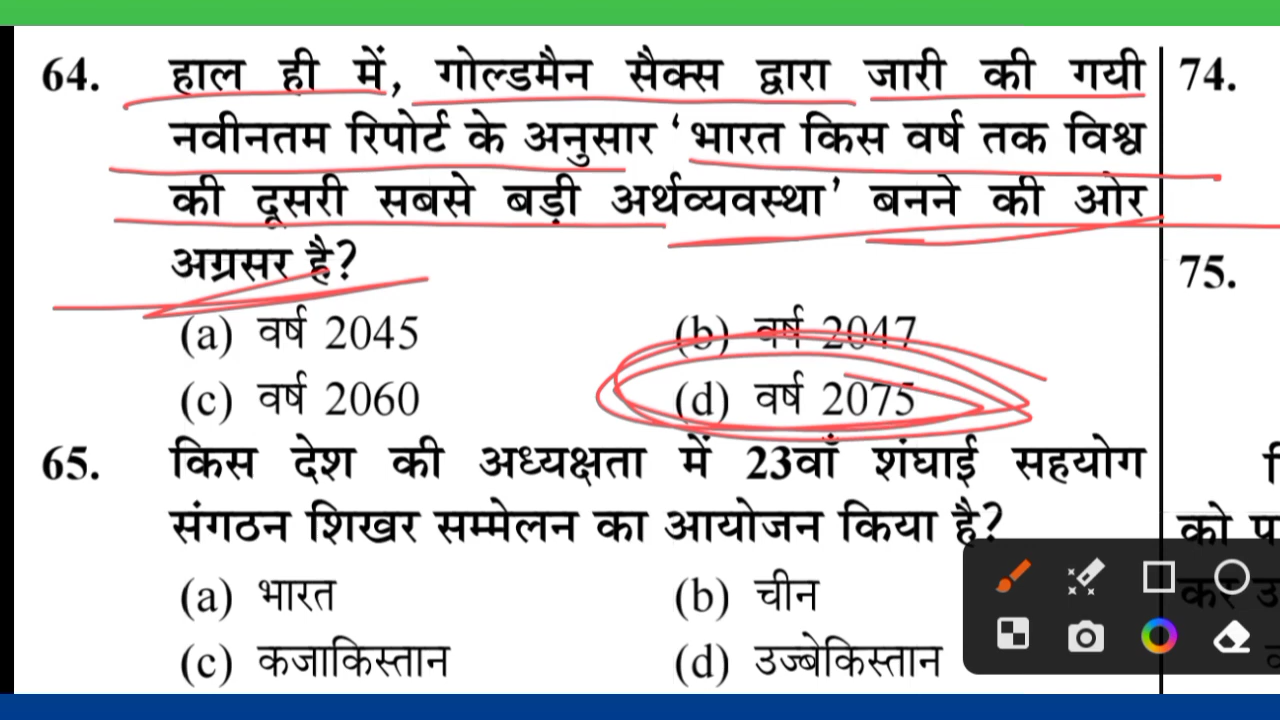 64. हाल ही में, गोल्डमैन सैक्स द्वारा जारी की गयी
नवीनतम रिपोर्ट के अनुसार ‘भारत किस वर्ष तक विश्व
की दूसरी सबसे बड़ी अर्थव्यवस्था’ बनने की ओर
अग्रसर है?
(a) वर्ष 2045 (b) वर्ष 2047
(c) वर्ष 2060 (d) वर्ष 2075
65. किस देश की अध्यक्षता में 23वाँ शंघाई सहयोग
संगठन शिखर सम्मेलन का आयोजन किया है?
(a) भारत (b) चीन
(c) कजाकिस्तान (d) उज्बेकिस्तान
74.
75.
को
कर